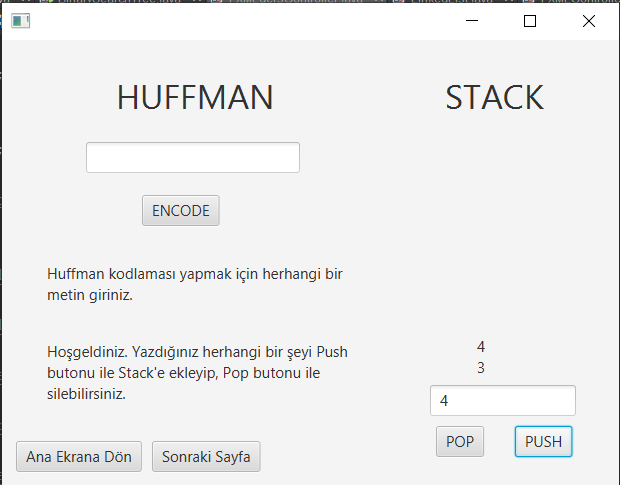 HUFFMAN
STACK
ENCODE
Huffman kodlaması yapmak için herhangi bir
metin giriniz.
Hoşgeldiniz. Yazdığınız herhangi bir şeyi Push
butonu ile Stack'e ekleyip, Pop butonu ile
silebilirsiniz.
4
3
4
POP
PUSH
Ana Ekrana Dön
Sonraki Sayfa